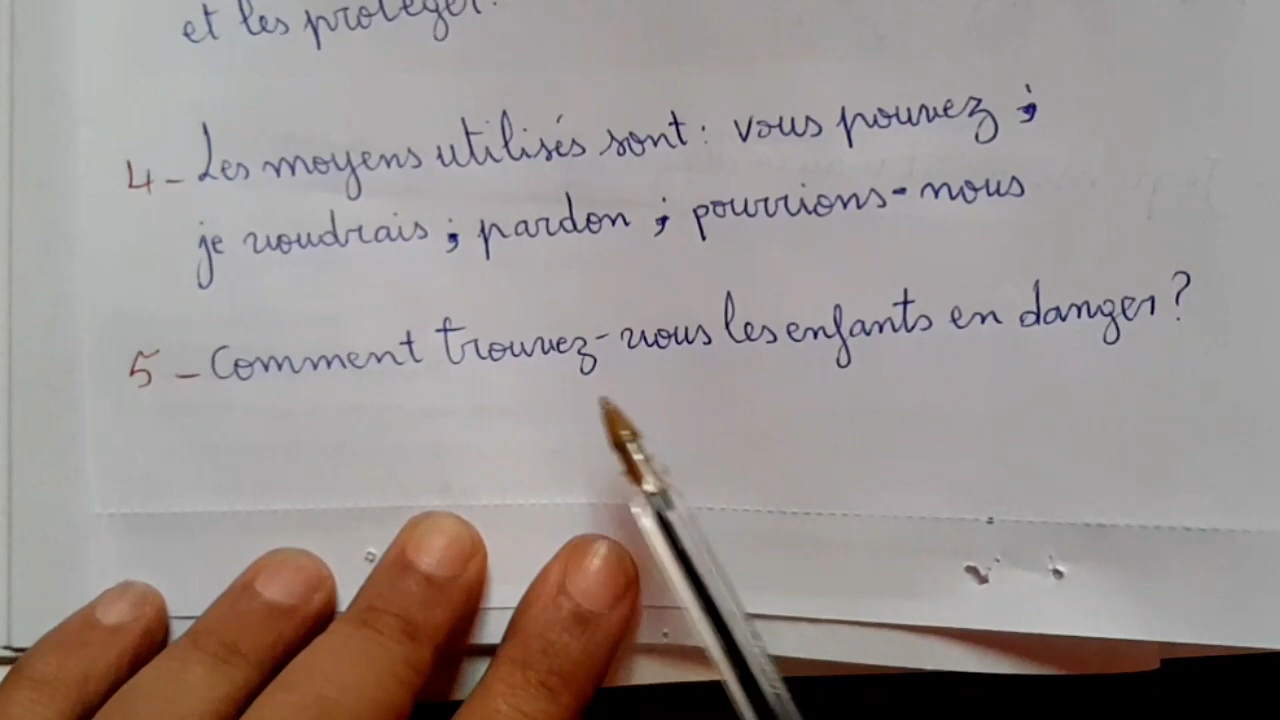 et les protéger.
4- Les moyens utilisés sont : vous pouvez ;
je voudrais ; pardon ; pourrions-nous
5- Comment trouvez-vous les enfants en danger ?